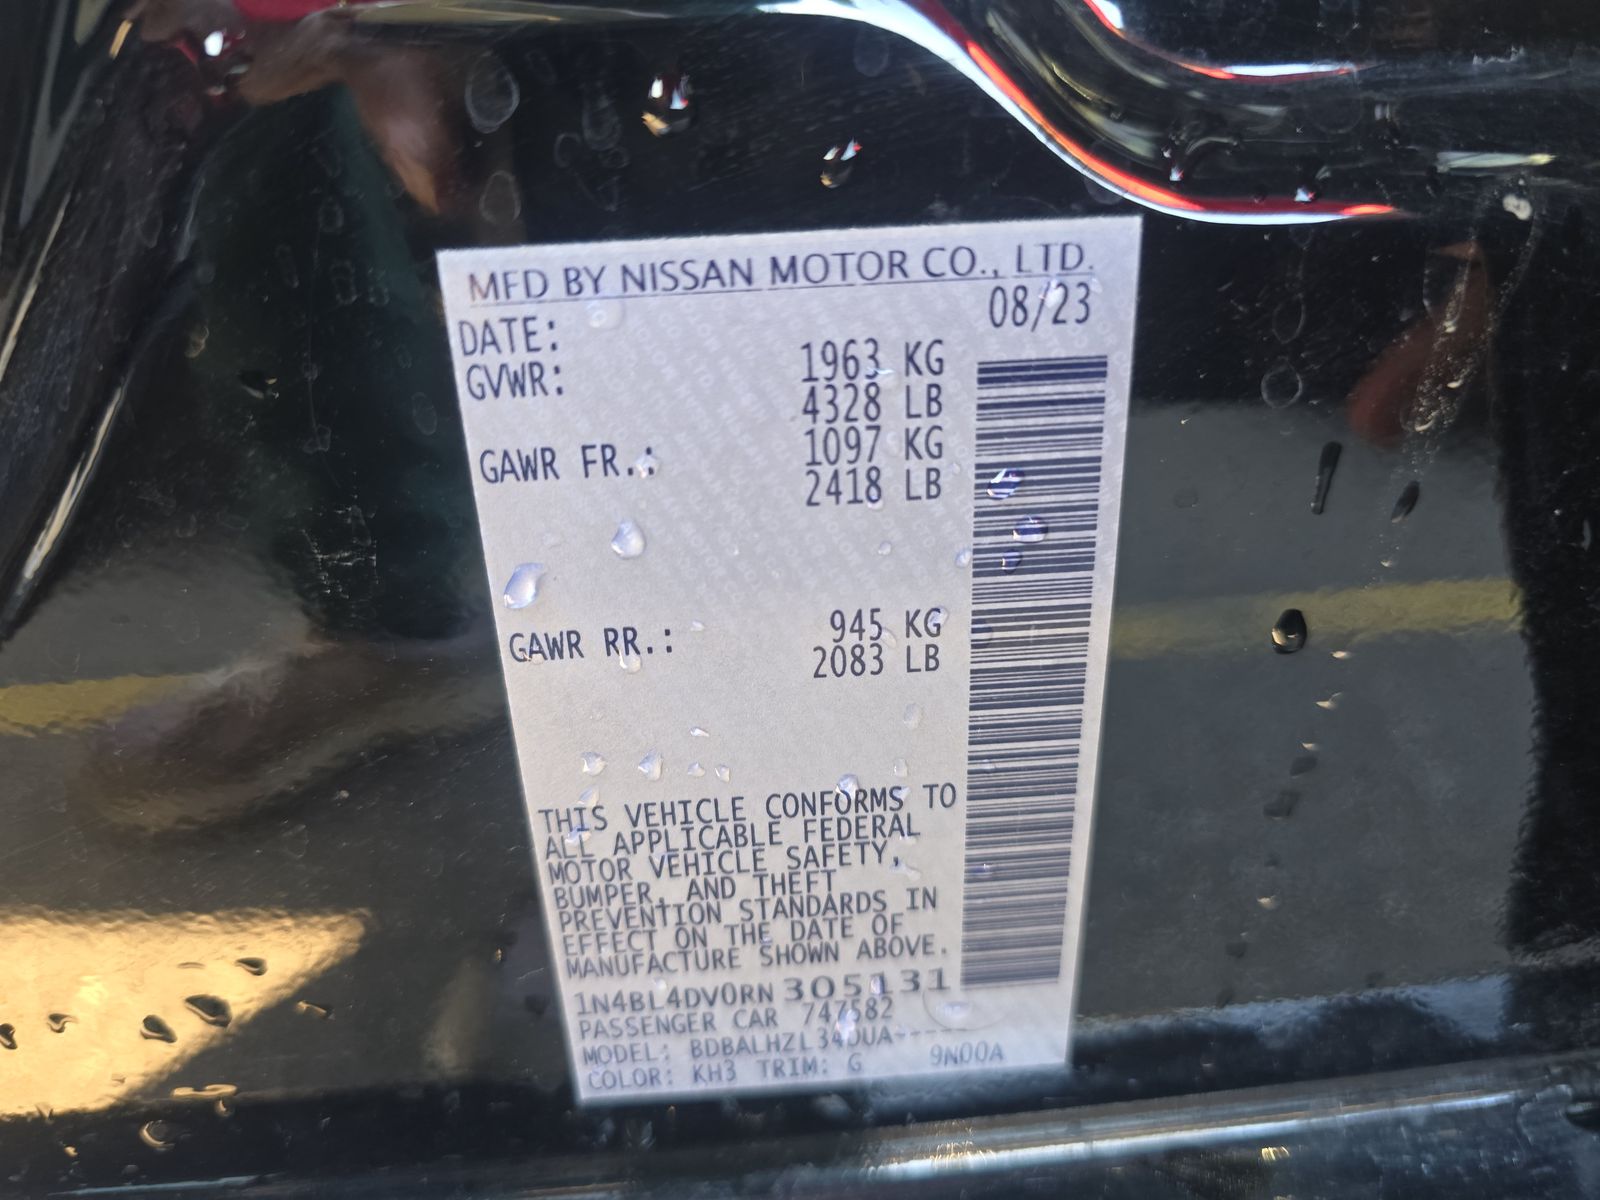 MFD BY NISSAN MOTOR CO., LTD.
DATE: 08/23
GVWR: 1963 KG
4328 LB
GAWR FR.: 1097 KG
2418 LB
GAWR RR.: 945 KG
2083 LB
THIS VEHICLE CONFORMS TO
ALL APPLICABLE FEDERAL
MOTOR VEHICLE SAFETY,
BUMPER, AND THEFT
PREVENTION STANDARDS IN
EFFECT ON THE DATE OF
MANUFACTURE SHOWN ABOVE.
1N4BL4DV0RN 305131
PASSENGER CAR 747582
MODEL:
COLOR: KH3 TRIM: G 9N00A